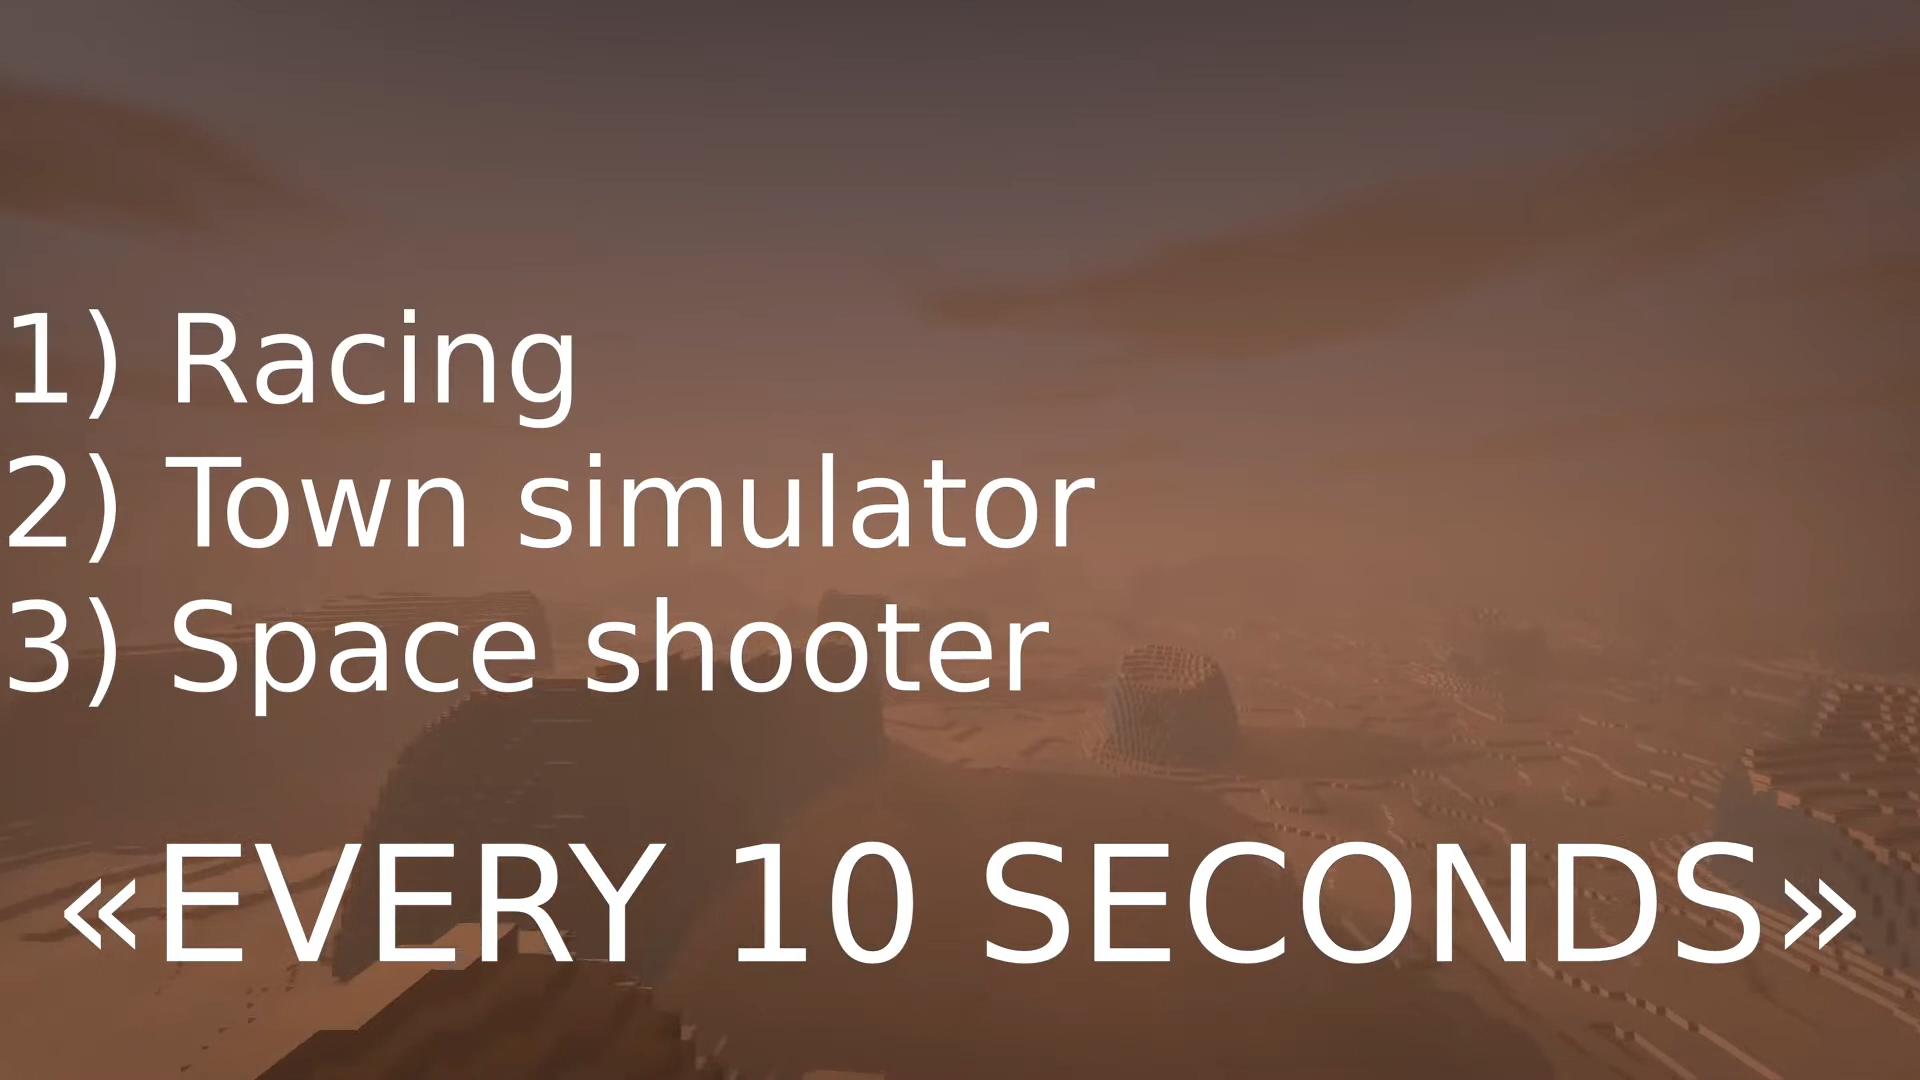 1) Racing
2) Town simulator
3) Space shooter
«EVERY 10 SECONDS»